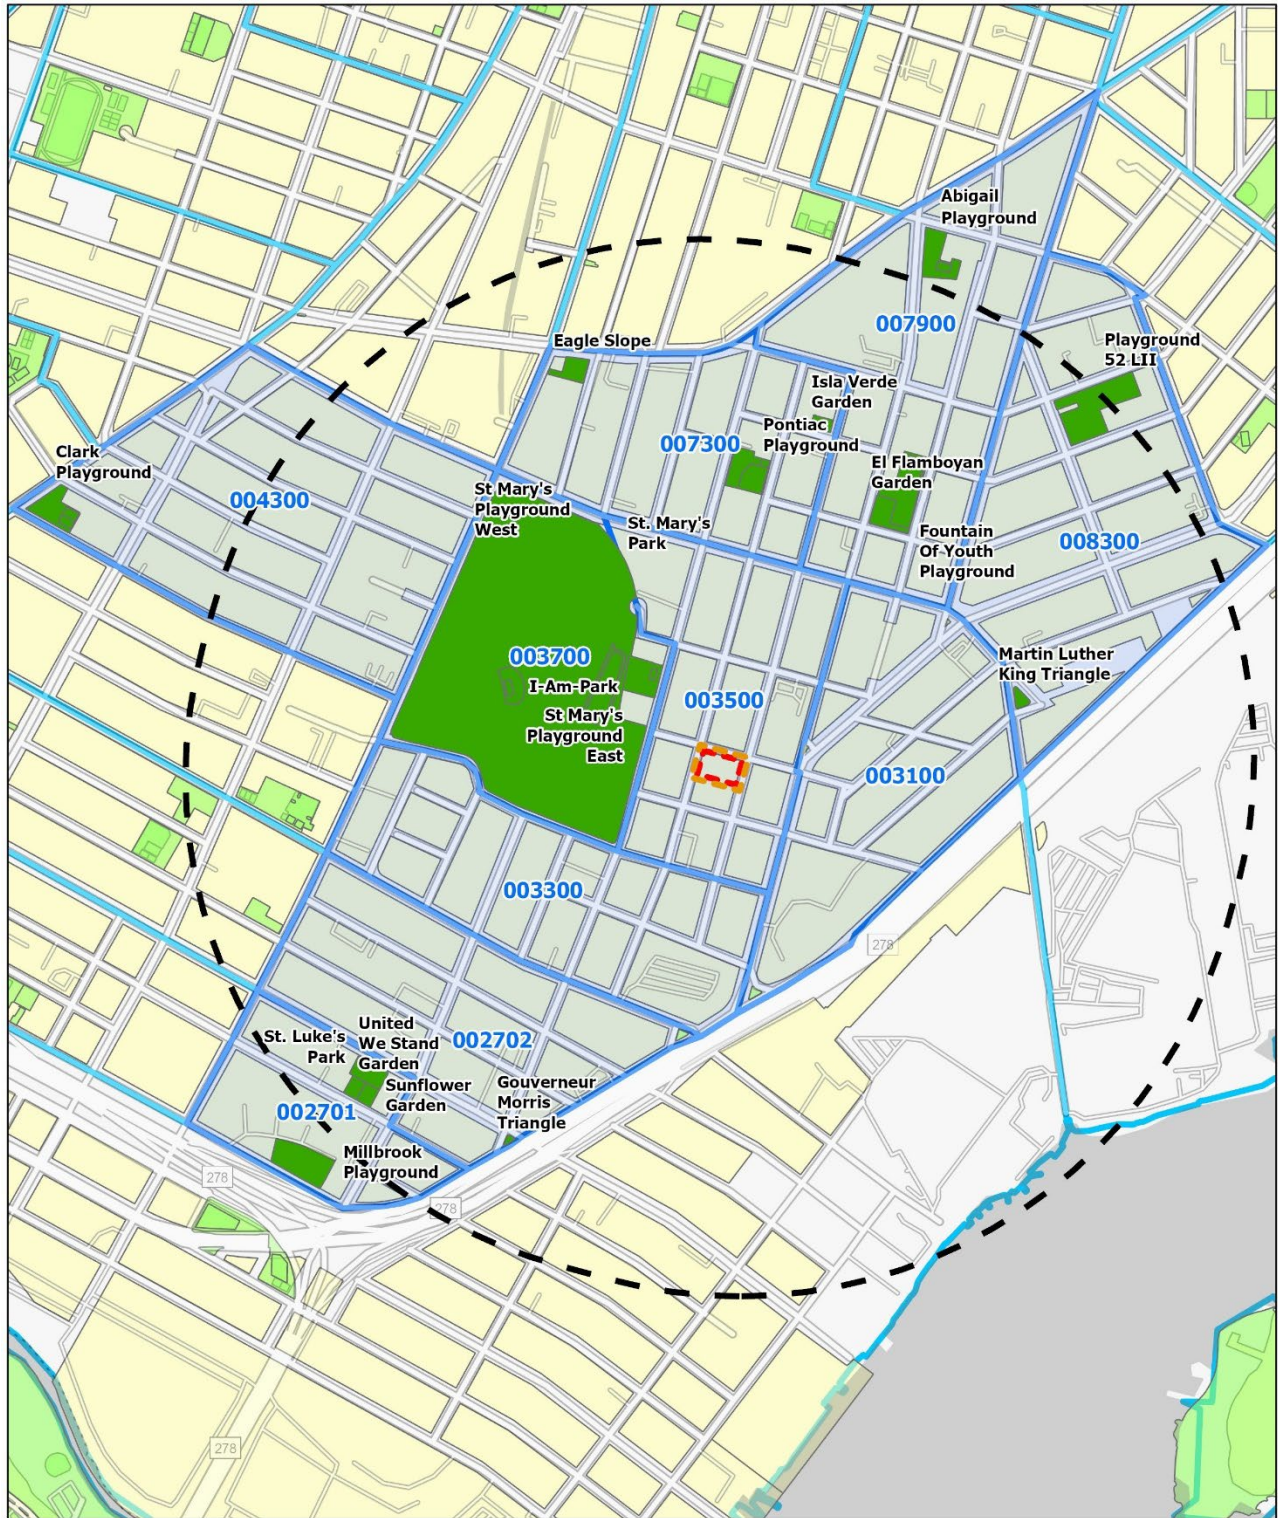 Abigail
Playground
007900
Eagle Slope
Playground
52 LII
Isla Verde
Garden
Pontiac
Playground
007300
Clark
Playground
El Flamboyan
Garden
004300
St Mary's
Playground
West
St. Mary's
Park
Fountain
Of Youth
Playground
008300
003700
Martin Luther
King Triangle
I-Am-Park
003500
St Mary's
Playground
East
003100
003300
278
United
We Stand
Garden
St. Luke's
Park
002702
Sunflower
Garden
Gouverneur
Morris
Triangle
002701
Millbrook
Playground
278
278
278